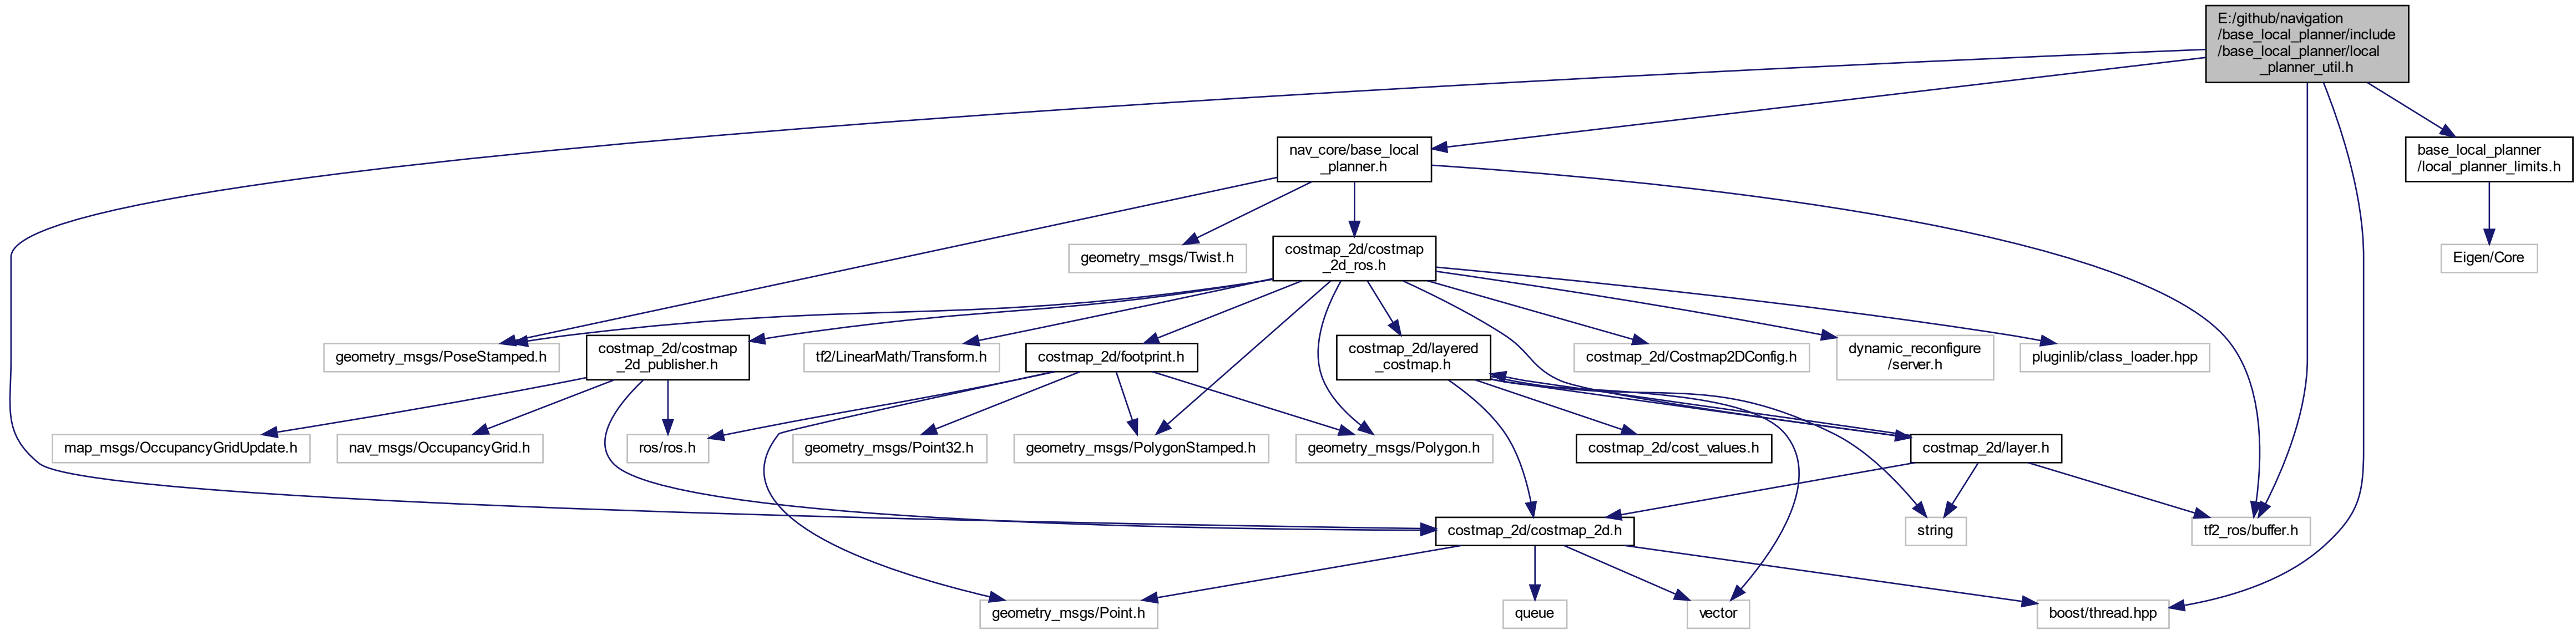 E:/github/navigation
/base_local_planner/include
/base_local_planner/local
_planner_util.h
nav_core/base_local
_planner.h
base_local_planner
/local_planner_limits.h
geometry_msgs/Twist.h
costmap_2d/costmap
_2d_ros.h
Eigen/Core
geometry_msgs/PoseStamped.h
costmap_2d/costmap
_2d_publisher.h
tf2/LinearMath/Transform.h
costmap_2d/footprint.h
costmap_2d/layered
_costmap.h
costmap_2d/Costmap2DConfig.h
dynamic_reconfigure
/server.h
pluginlib/class_loader.hpp
map_msgs/OccupancyGridUpdate.h
nav_msgs/OccupancyGrid.h
ros/ros.h
geometry_msgs/Point32.h
geometry_msgs/PolygonStamped.h
geometry_msgs/Polygon.h
costmap_2d/cost_values.h
costmap_2d/layer.h
costmap_2d/costmap_2d.h
string
tf2_ros/buffer.h
geometry_msgs/Point.h
queue
vector
boost/thread.hpp